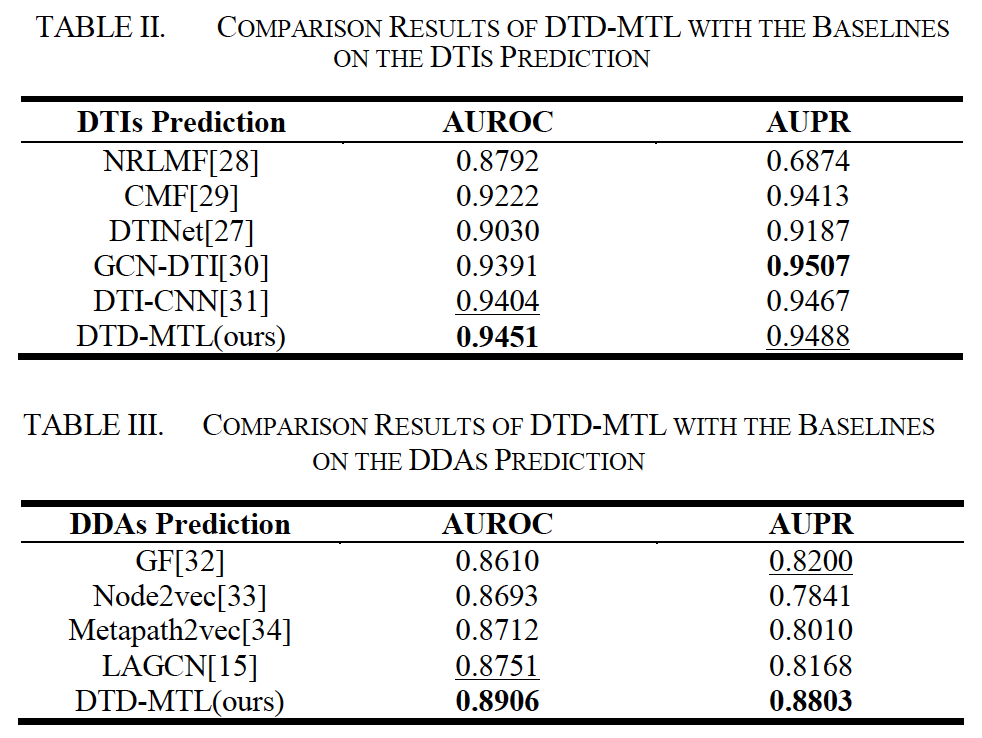 TABLE II. COMPARISON RESULTS OF DTD-MTL WITH THE BASELINES
ON THE DTIS PREDICTION
DTIs Prediction AUROC AUPR
NRLMF[28] 0.8792 0.6874
CMF[29] 0.9222 0.9413
DTINet[27] 0.9030 0.9187
GCN-DTI[30] 0.9391 0.9507
DTI-CNN[31] 0.9404 0.9467
DTD-MTL(ours) 0.9451 0.9488
TABLE III. COMPARISON RESULTS OF DTD-MTL WITH THE BASELINES
ON THE DDAS PREDICTION
DDAs Prediction AUROC AUPR
GF[32] 0.8610 0.8200
Node2vec[33] 0.8693 0.7841
Metapath2vec[34] 0.8712 0.8010
LAGCN[15] 0.8751 0.8168
DTD-MTL(ours) 0.8906 0.8803